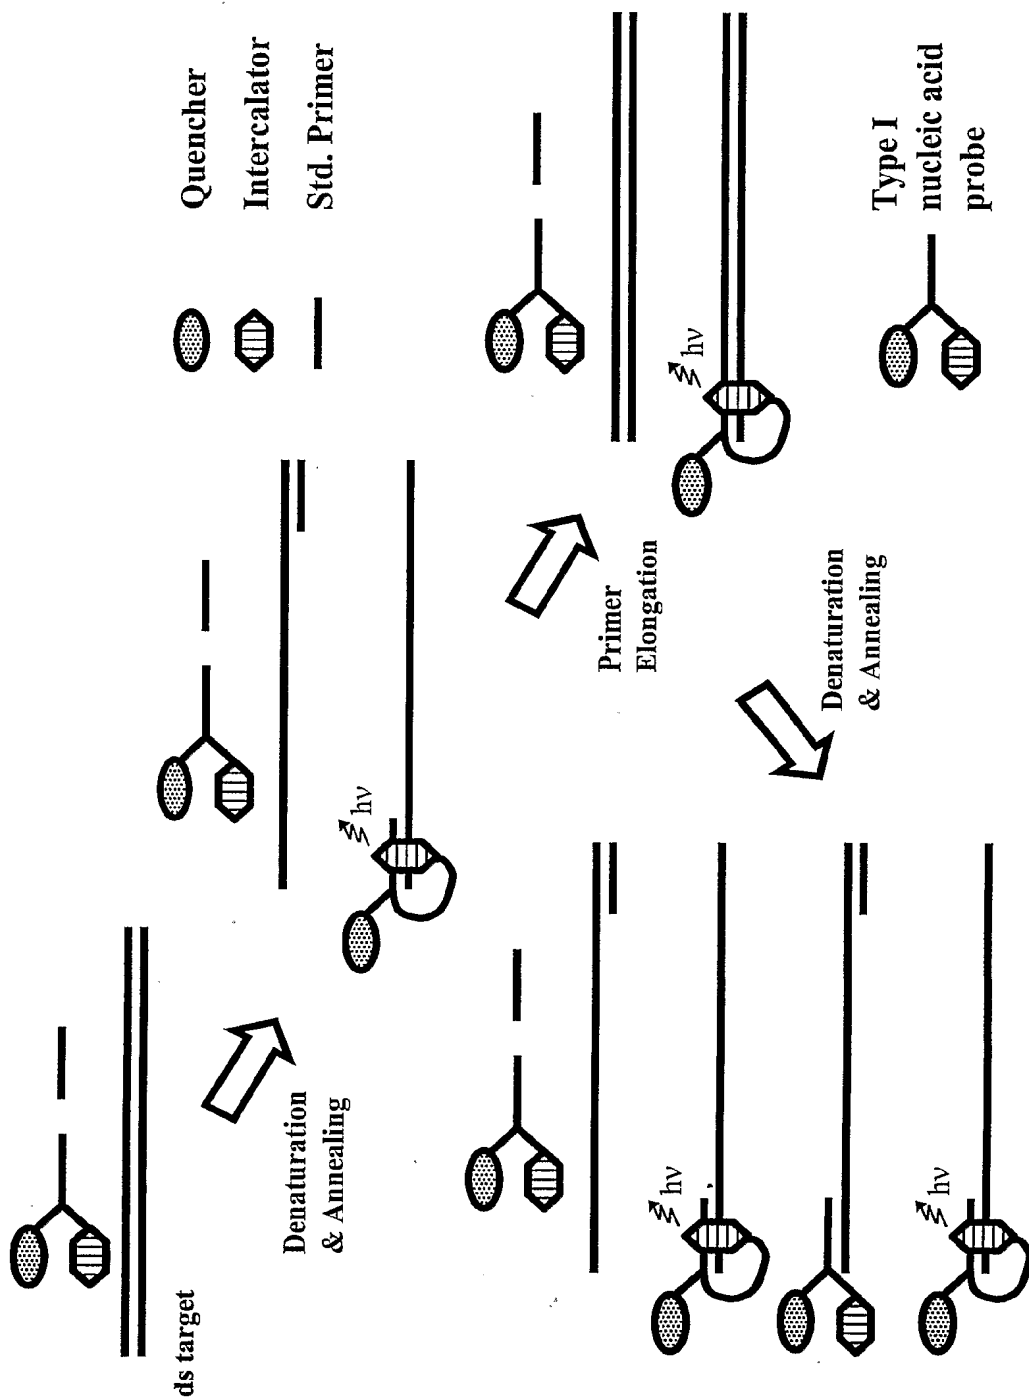 ds target
Denaturation
& Annealing
hν
Quencher
Intercalator
Std. Primer
Primer
Elongation
hν
Denaturation
& Annealing
hν
hν
Type I
nucleic acid
probe